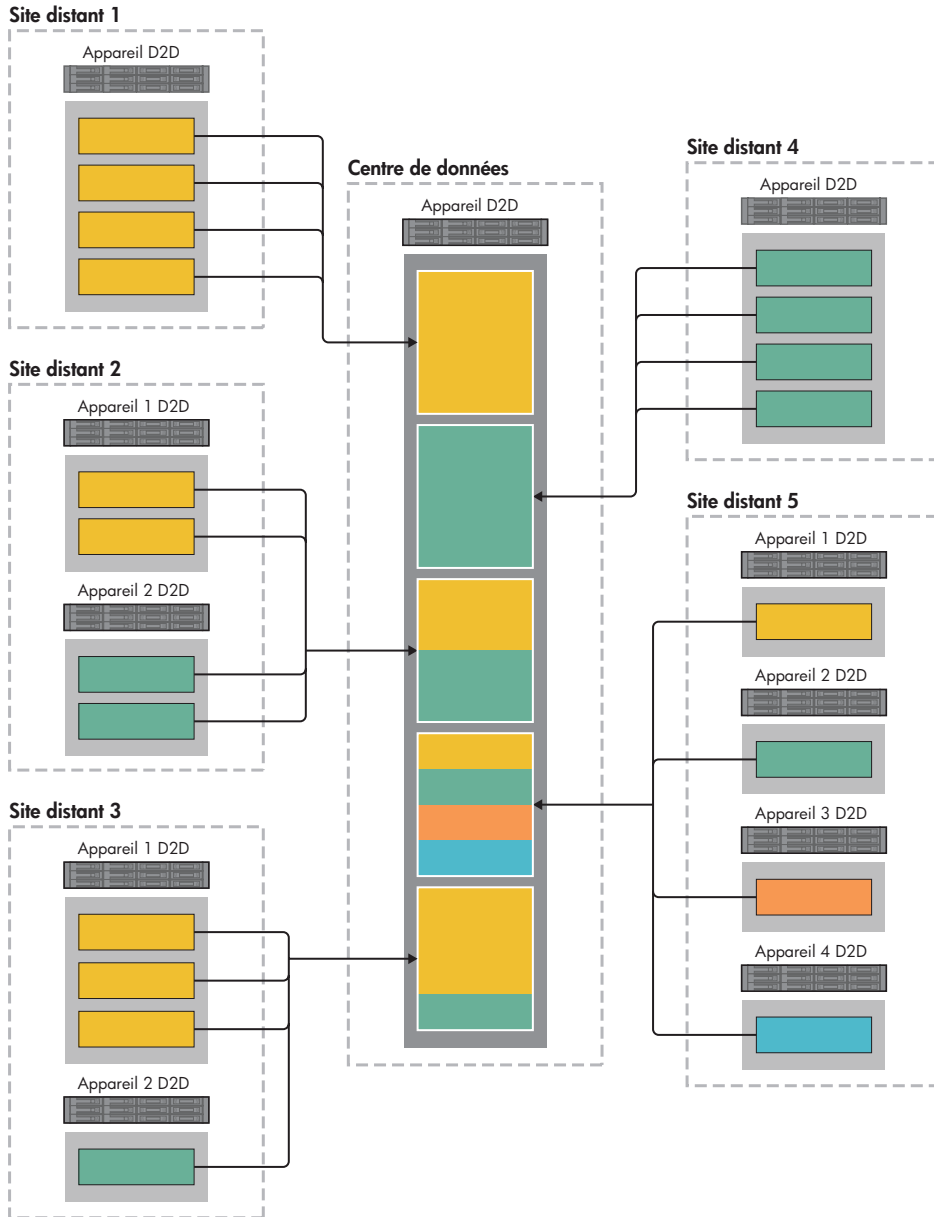 Site distant 1
Appareil D2D
Site distant 2
Appareil 1 D2D
Appareil 2 D2D
Site distant 3
Appareil 1 D2D
Appareil 2 D2D
Centre de données
Appareil D2D
Site distant 4
Appareil D2D
Site distant 5
Appareil 1 D2D
Appareil 2 D2D
Appareil 3 D2D
Appareil 4 D2D